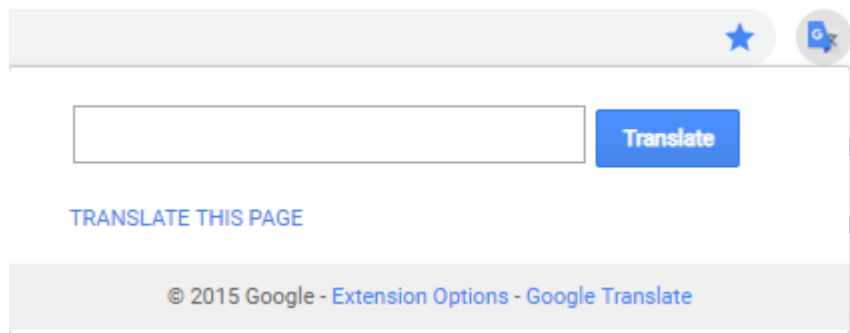 Translate
TRANSLATE THIS PAGE
© 2015 Google - Extension Options - Google Translate